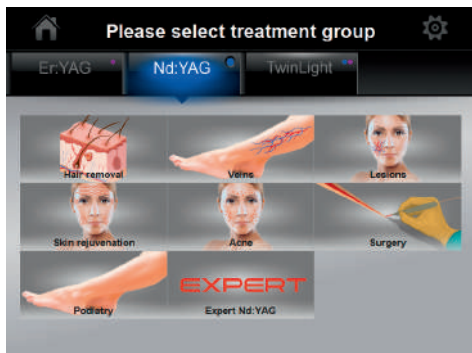 Please select treatment group
Er:YAG Nd:YAG TwinLight
Hair removal Veins Lesions
Skin rejuvenation Acne Surgery
EXPERT
Podiatry Expert Nd:YAG